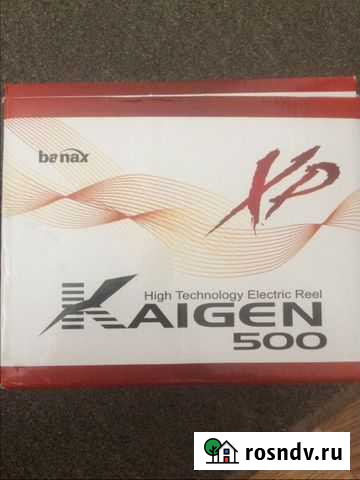 banax
XP
High Technology Electric Reel
KAIGEN
500
rosndv.ru